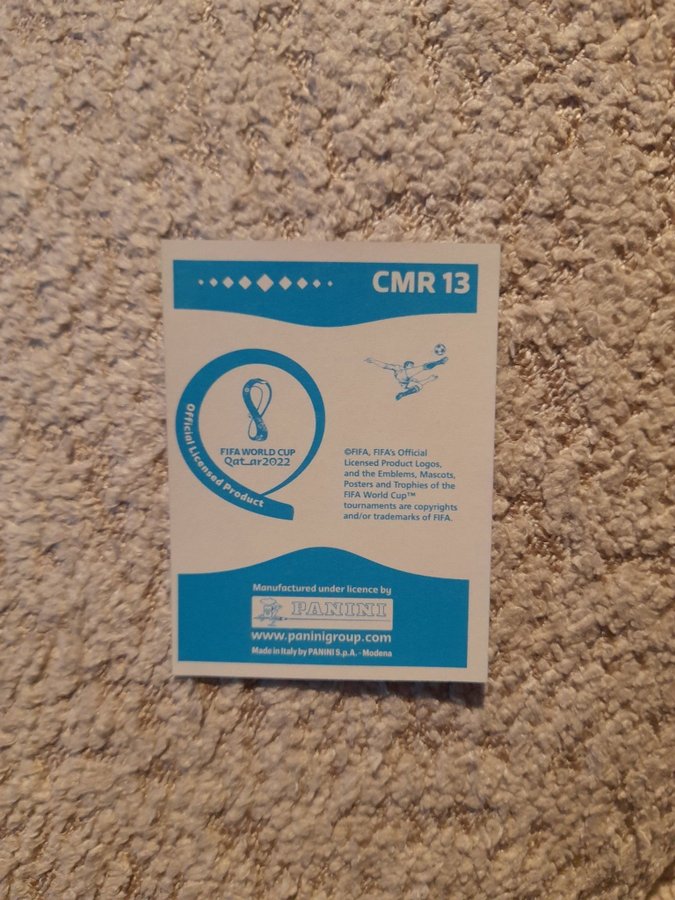 CMR 13
Official Licensed Product
FIFA WORLD CUP
Qatar2022
©FIFA, FIFA's Official
Licensed Product Logos,
and the Emblems, Mascots,
Posters and Trophies of the
FIFA World Cup™
tournaments are copyrights
and/or trademarks of FIFA.
Manufactured under licence by
PANINI
www.paninigroup.com
Made in Italy by PANINI S.p.A. - Modena